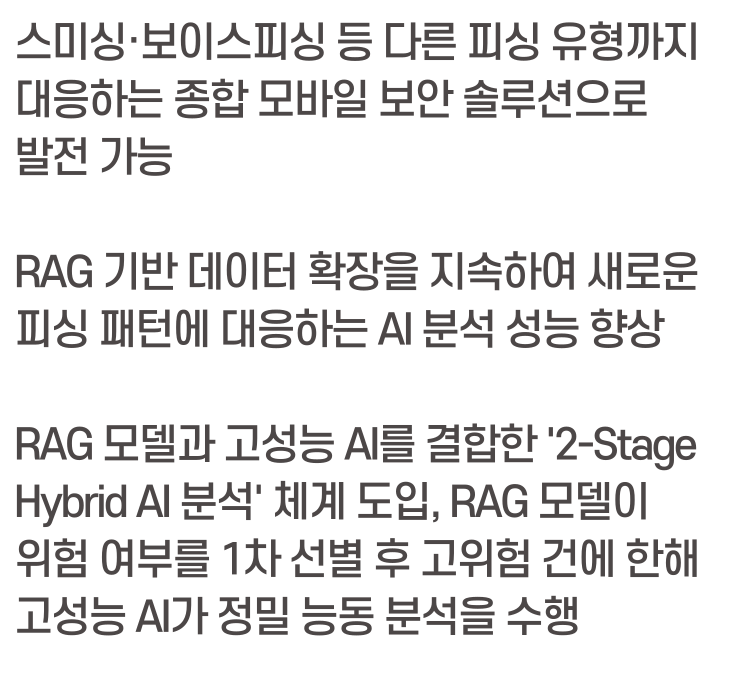 스미싱·보이스피싱 등 다른 피싱 유형까지
대응하는 종합 모바일 보안 솔루션으로
발전 가능
RAG 기반 데이터 확장을 지속하여 새로운
피싱 패턴에 대응하는 AI 분석 성능 향상
RAG 모델과 고성능 AI를 결합한 '2-Stage
Hybrid AI 분석' 체계 도입, RAG 모델이
위험 여부를 1차 선별 후 고위험 건에 한해
고성능 AI가 정밀 능동 분석을 수행